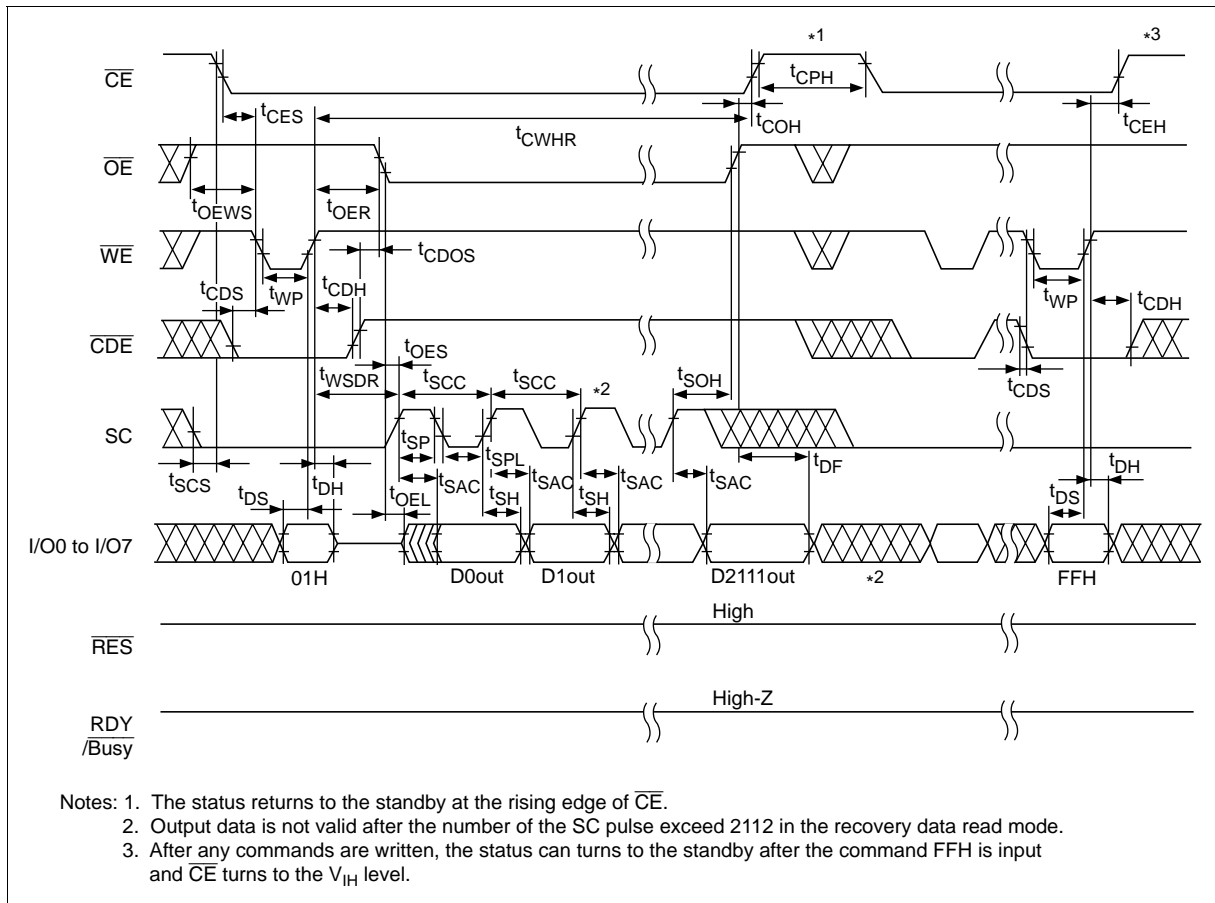 *1
*3
CE
tCPH
tCES
tCOH
tCEH
tCWHR
OE
tOEWS
tOER
WE
tCDOS
tCDS
tWP
tCDH
tWP
tCDH
CDE
tOES
tWSDR
tSCC
tSCC
*2
tSOH
tCDS
SC
tSP
tSPL
tDF
tSCS
tDS
tDH
tOEL
tSAC
tSH
tSAC
tSH
tSAC
tSAC
tDS
tDH
I/O0 to I/O7
01H
D0out
D1out
D2111out
*2
FFH
High
RES
High-Z
RDY
/Busy
Notes: 1. The status returns to the standby at the rising edge of CE.
2. Output data is not valid after the number of the SC pulse exceed 2112 in the recovery data read mode.
3. After any commands are written, the status can turns to the standby after the command FFH is input
and CE turns to the VIH level.